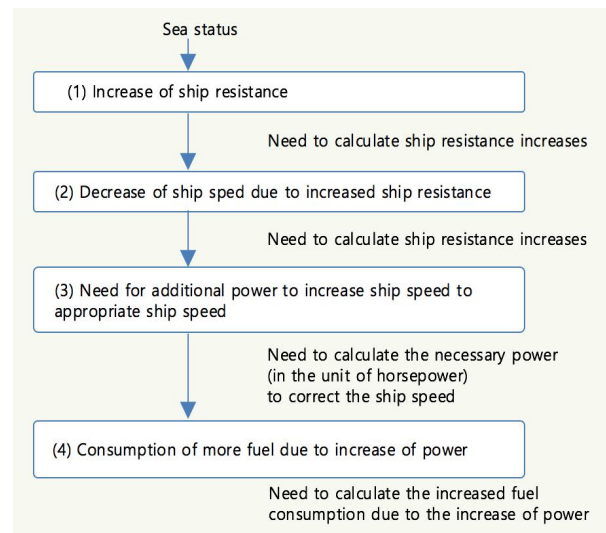 Sea status
(1) Increase of ship resistance
Need to calculate ship resistance increases
(2) Decrease of ship sped due to increased ship resistance
Need to calculate ship resistance increases
(3) Need for additional power to increase ship speed to
appropriate ship speed
Need to calculate the necessary power
(in the unit of horsepower)
to correct the ship speed
(4) Consumption of more fuel due to increase of power
Need to calculate the increased fuel
consumption due to the increase of power